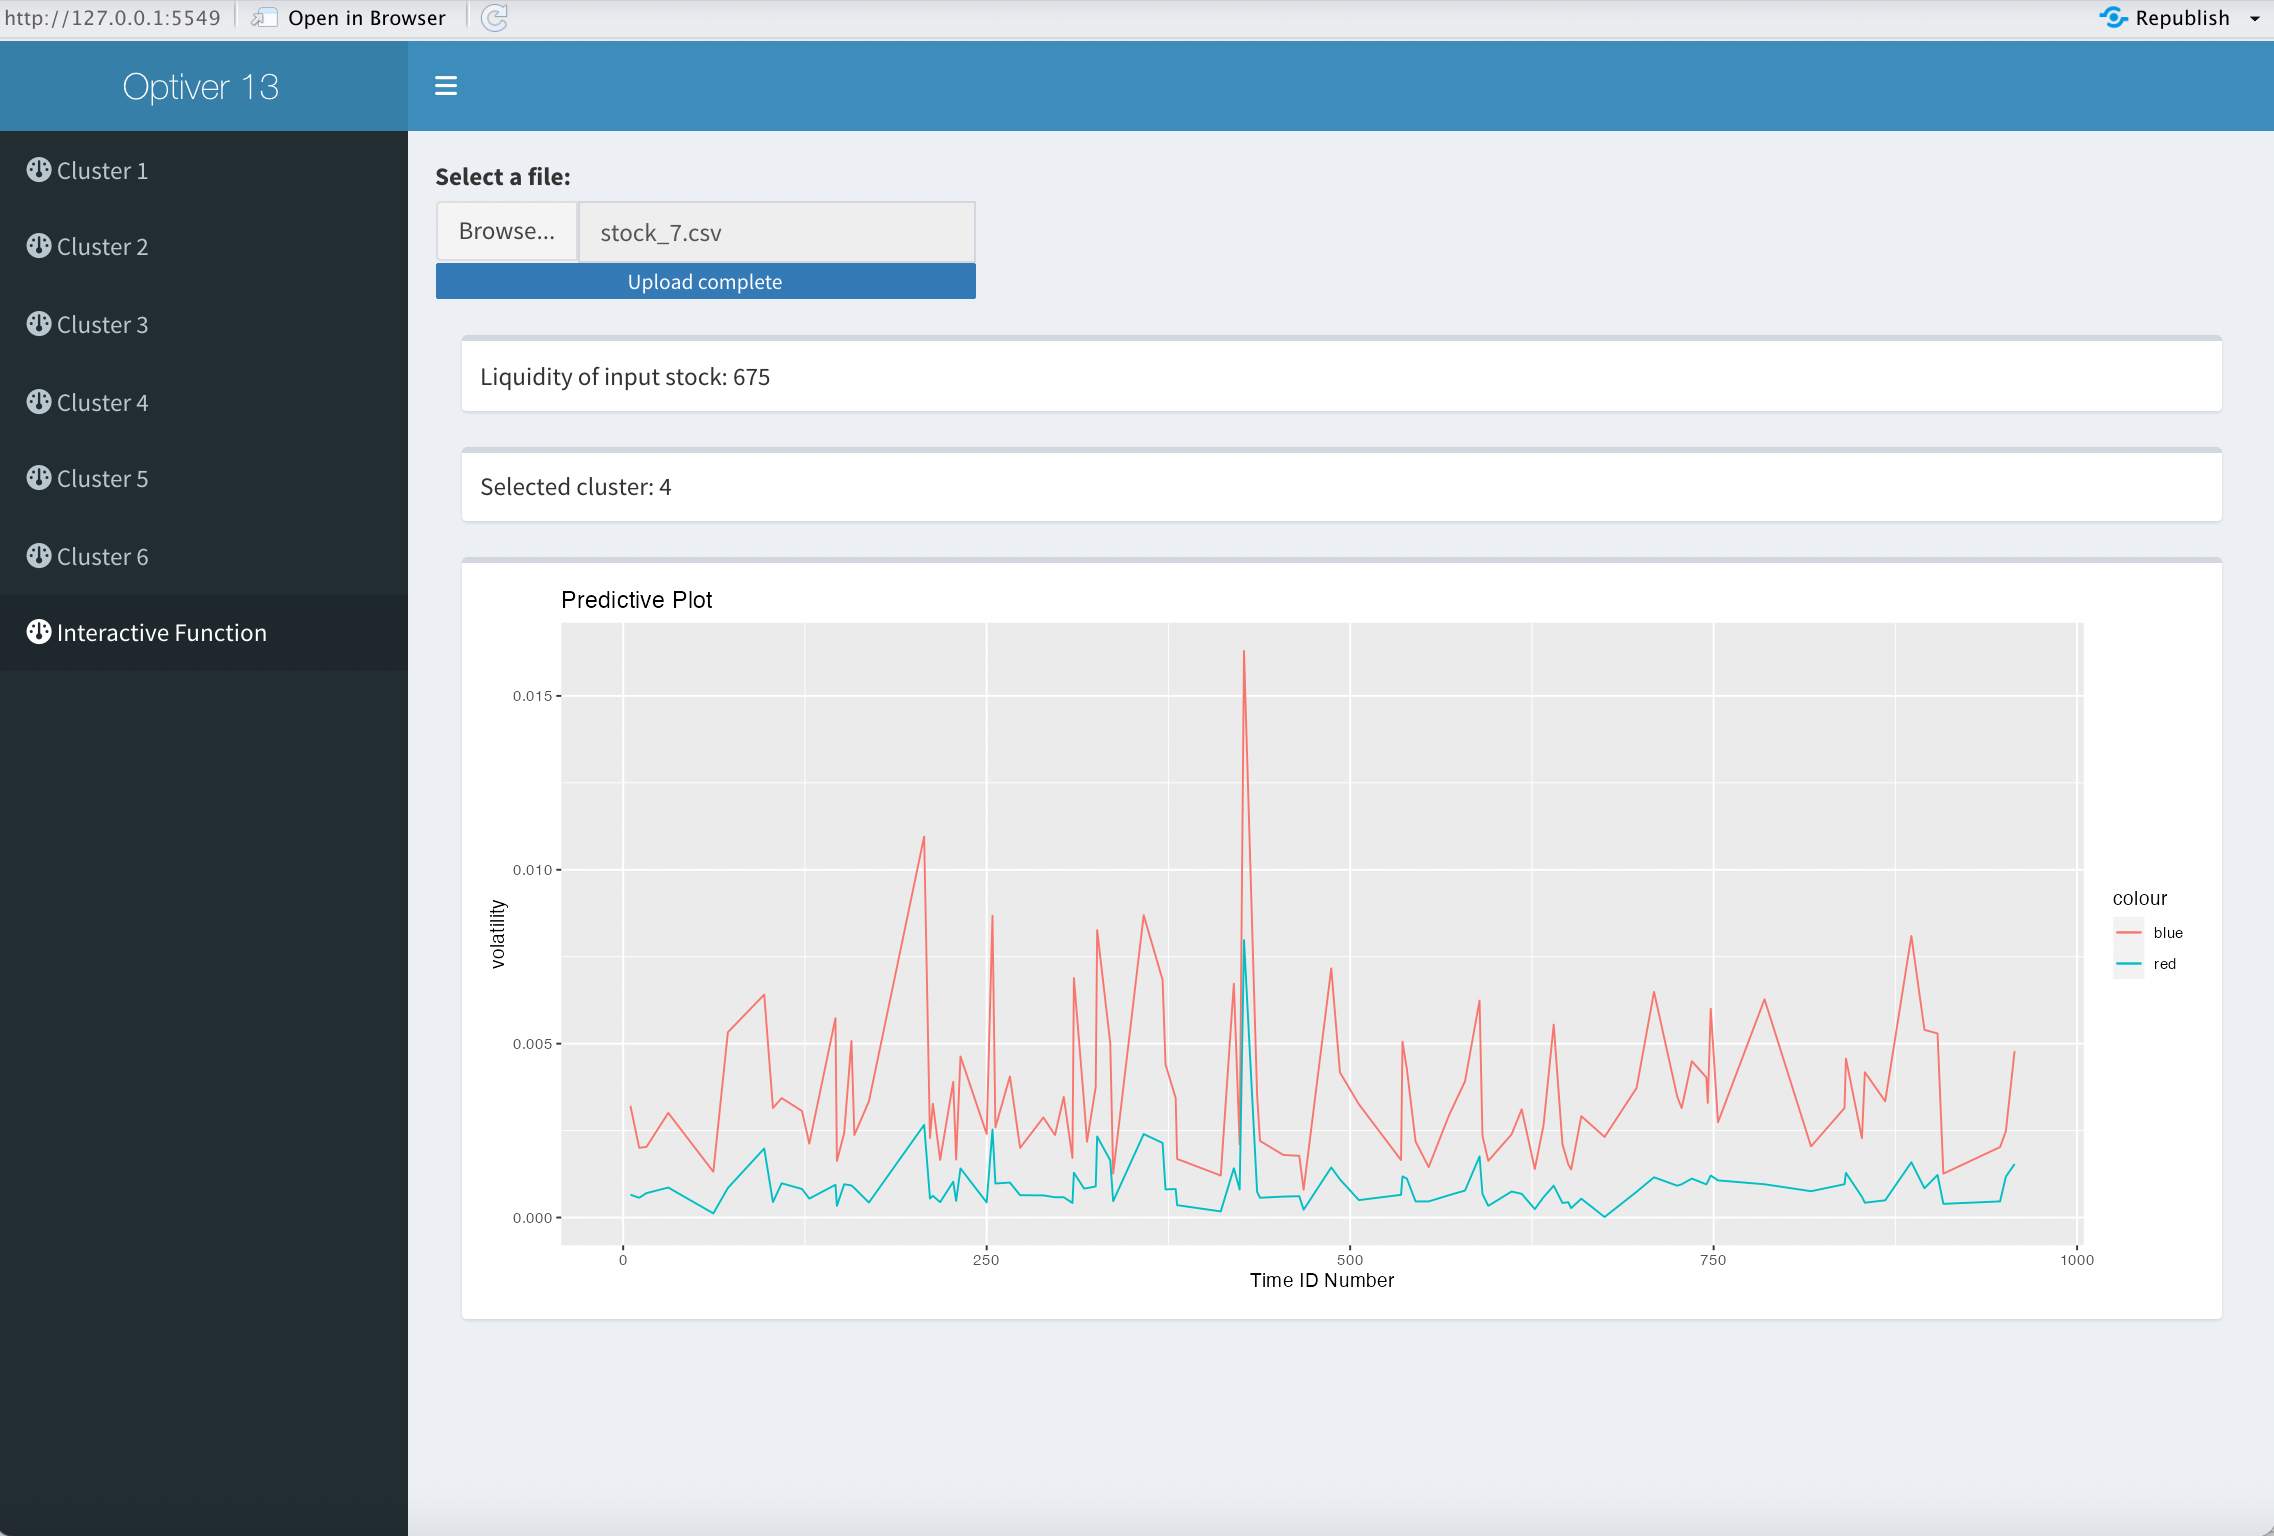 http://127.0.0.1:5549 Open in Browser Republish
Optiver 13
Cluster 1
Cluster 2
Cluster 3
Cluster 4
Cluster 5
Cluster 6
Interactive Function
Select a file:
Browse... stock_7.csv
Upload complete
Liquidity of input stock: 675
Selected cluster: 4
Predictive Plot
volatility
0.015
0.010
0.005
0.000
0 250 500 750 1000
Time ID Number
colour
blue
red